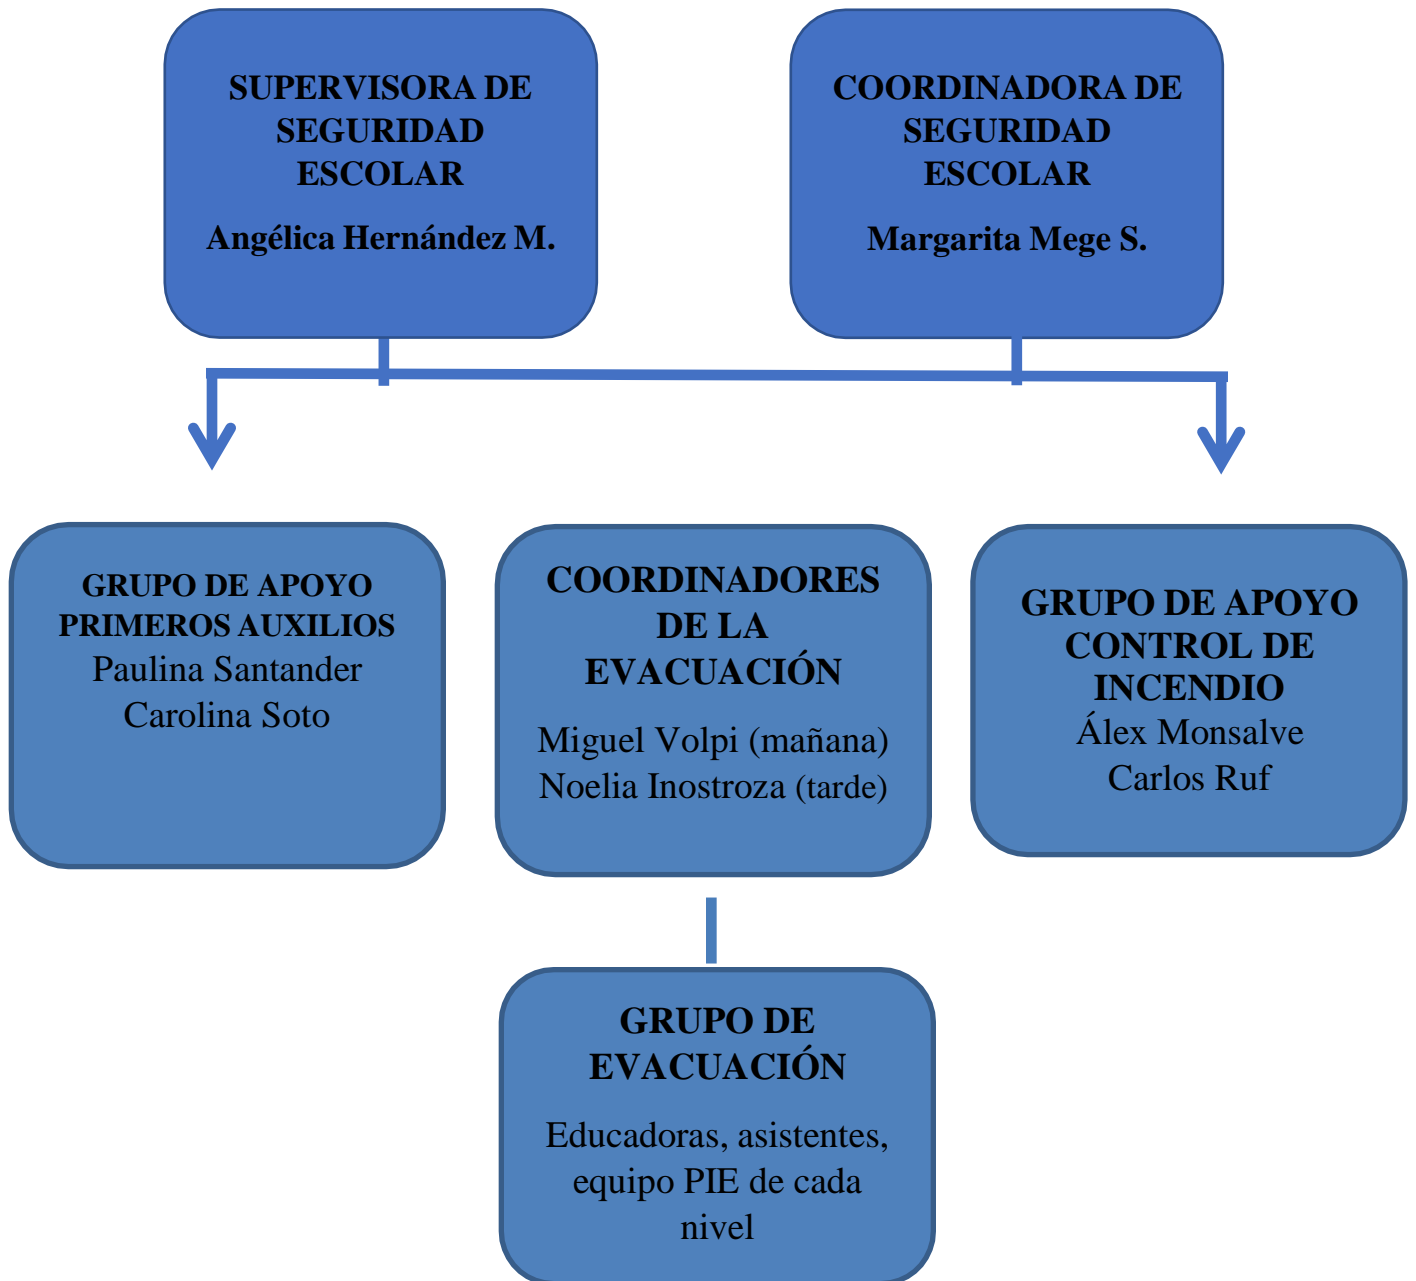 SUPERVISORA DE
SEGURIDAD
ESCOLAR
Angélica Hernández M.
COORDINADORA DE
SEGURIDAD
ESCOLAR
Margarita Mege S.
GRUPO DE APOYO
PRIMEROS AUXILIOS
Paulina Santander
Carolina Soto
COORDINADORES
DE LA
EVACUACIÓN
Miguel Volpi (mañana)
Noelia Inostroza (tarde)
GRUPO DE APOYO
CONTROL DE
INCENDIO
Álex Monsalve
Carlos Ruf
GRUPO DE
EVACUACIÓN
Educadoras, asistentes,
equipo PIE de cada
nivel